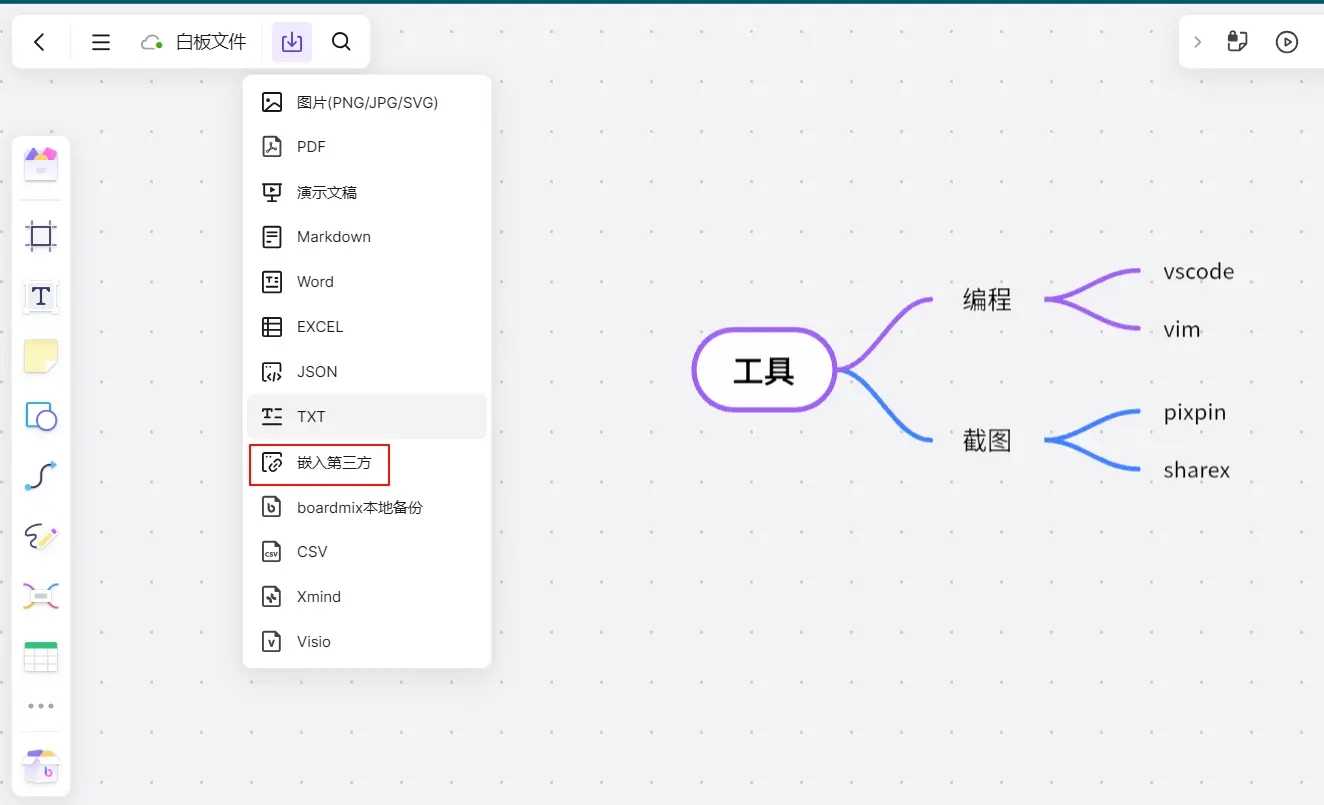 白板文件
图片(PNG/JPG/SVG)
PDF
演示文稿
Markdown
Word
EXCEL
JSON
TXT
嵌入第三方
boardmix本地备份
CSV
Xmind
Visio
工具
编程
vscode
vim
截图
pixpin
sharex